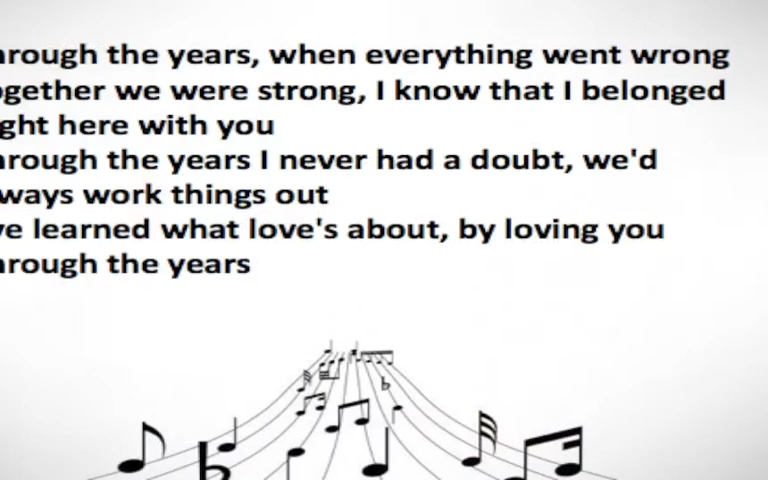 hrough the years, when everything went wrong
ogether we were strong, I know that I belonged
ght here with you
hrough the years I never had a doubt, we'd
ways work things out
ve learned what love's about, by loving you
hrough the years